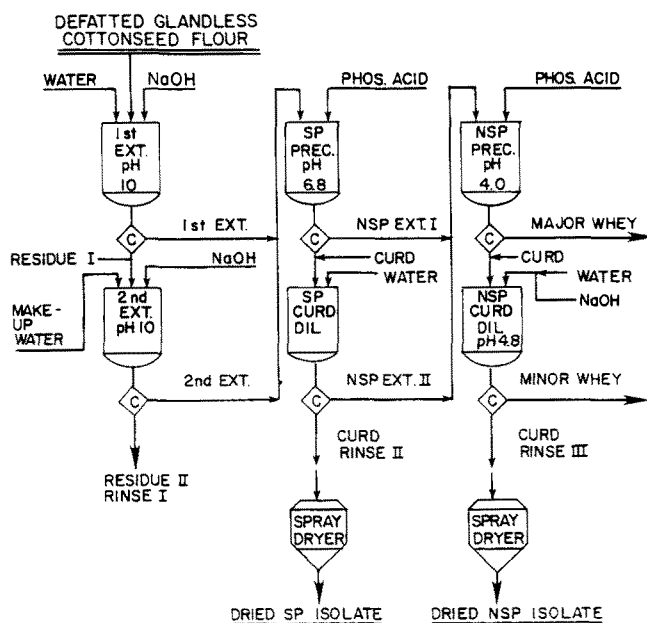 DEFATTED GLANDLESS
COTTONSEED FLOUR
WATER
NaOH
1st
EXT.
pH
10
C
1st EXT.
RESIDUE I
NaOH
MAKE-
UP
WATER
2nd
EXT.
pH 10
C
2nd EXT.
RESIDUE II
RINSE I
PHOS. ACID
SP
PREC.
pH
6.8
C
NSP EXT. I
CURD
WATER
SP
CURD
DIL
C
NSP EXT. II
CURD
RINSE II
SPRAY
DRYER
DRIED SP ISOLATE
PHOS. ACID
NSP
PREC.
pH
4.0
C
MAJOR WHEY
CURD
WATER
NaOH
NSP
CURD
DIL
pH 4.8
C
MINOR WHEY
CURD
RINSE III
SPRAY
DRYER
DRIED NSP ISOLATE